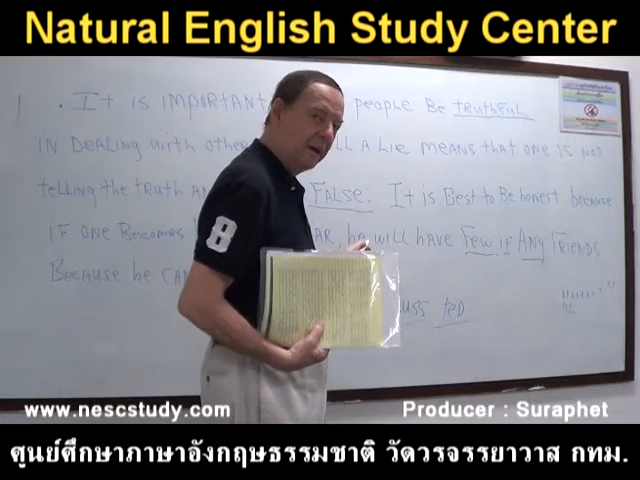 Natural English Study Center
. It is IMPORTANT people Be truthful
IN DeALING with other LL A Lie MeANS tHAT ONe iS Not
telling the truth AN FALSe. It is Best to Be honest because
IF ONE BecomeS AR, he will have Few iF ANy FrieNDS
BecAuse he CAN
uss ted
8
www.nescstudy.com
Producer : Suraphet
ศูนย์ศึกษาภาษาอังกฤษธรรมชาติ วัดวรจรรยาวาส กทม.